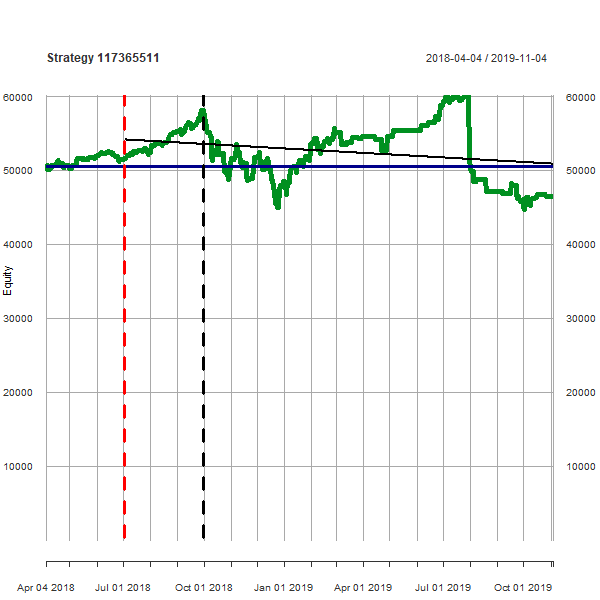 Strategy 117365511
2018-04-04 / 2019-11-04
60000
60000
50000
50000
40000
40000
Equity
30000
30000
20000
20000
10000
10000
Apr 04 2018
Jul 01 2018
Oct 01 2018
Jan 01 2019
Apr 01 2019
Jul 01 2019
Oct 01 2019